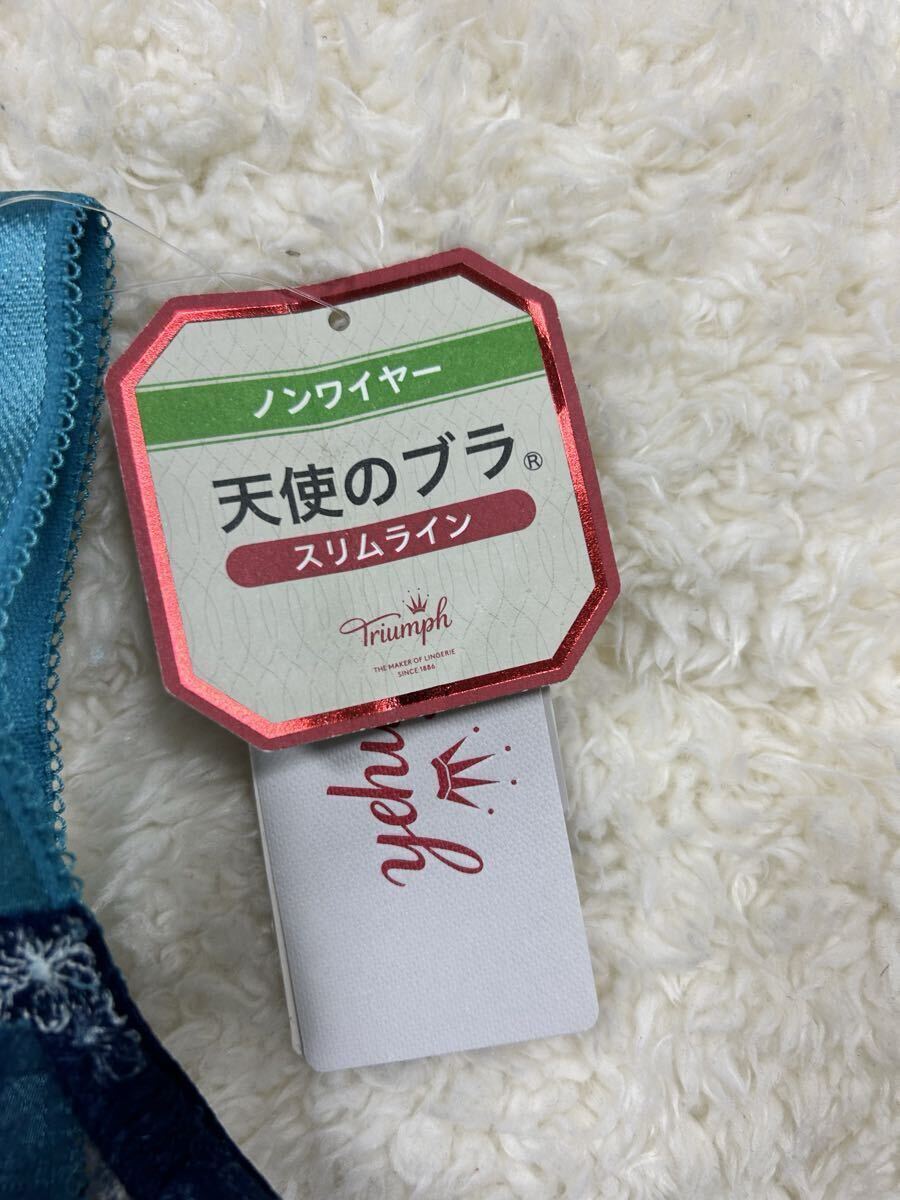 ノンワイヤー
天使のブラ®
スリムライン
Triumph
THE MAKER OF LINGERIE
SINCE 1886